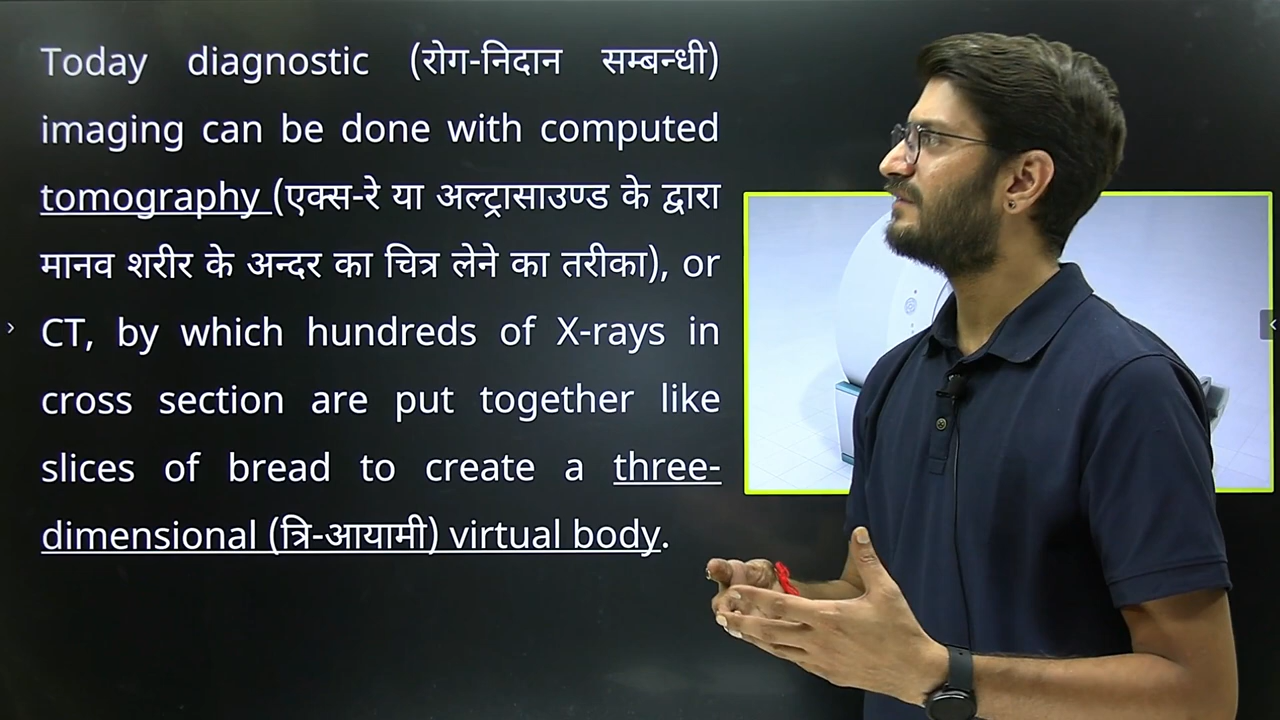 Today diagnostic (रोग-निदान सम्बन्धी)
imaging can be done with computed
tomography (एक्स-रे या अल्ट्रासाउण्ड के द्वारा
मानव शरीर के अन्दर का चित्र लेने का तरीका), or
CT, by which hundreds of X-rays in
cross section are put together like
slices of bread to create a three-
dimensional (त्रि-आयामी) virtual body.